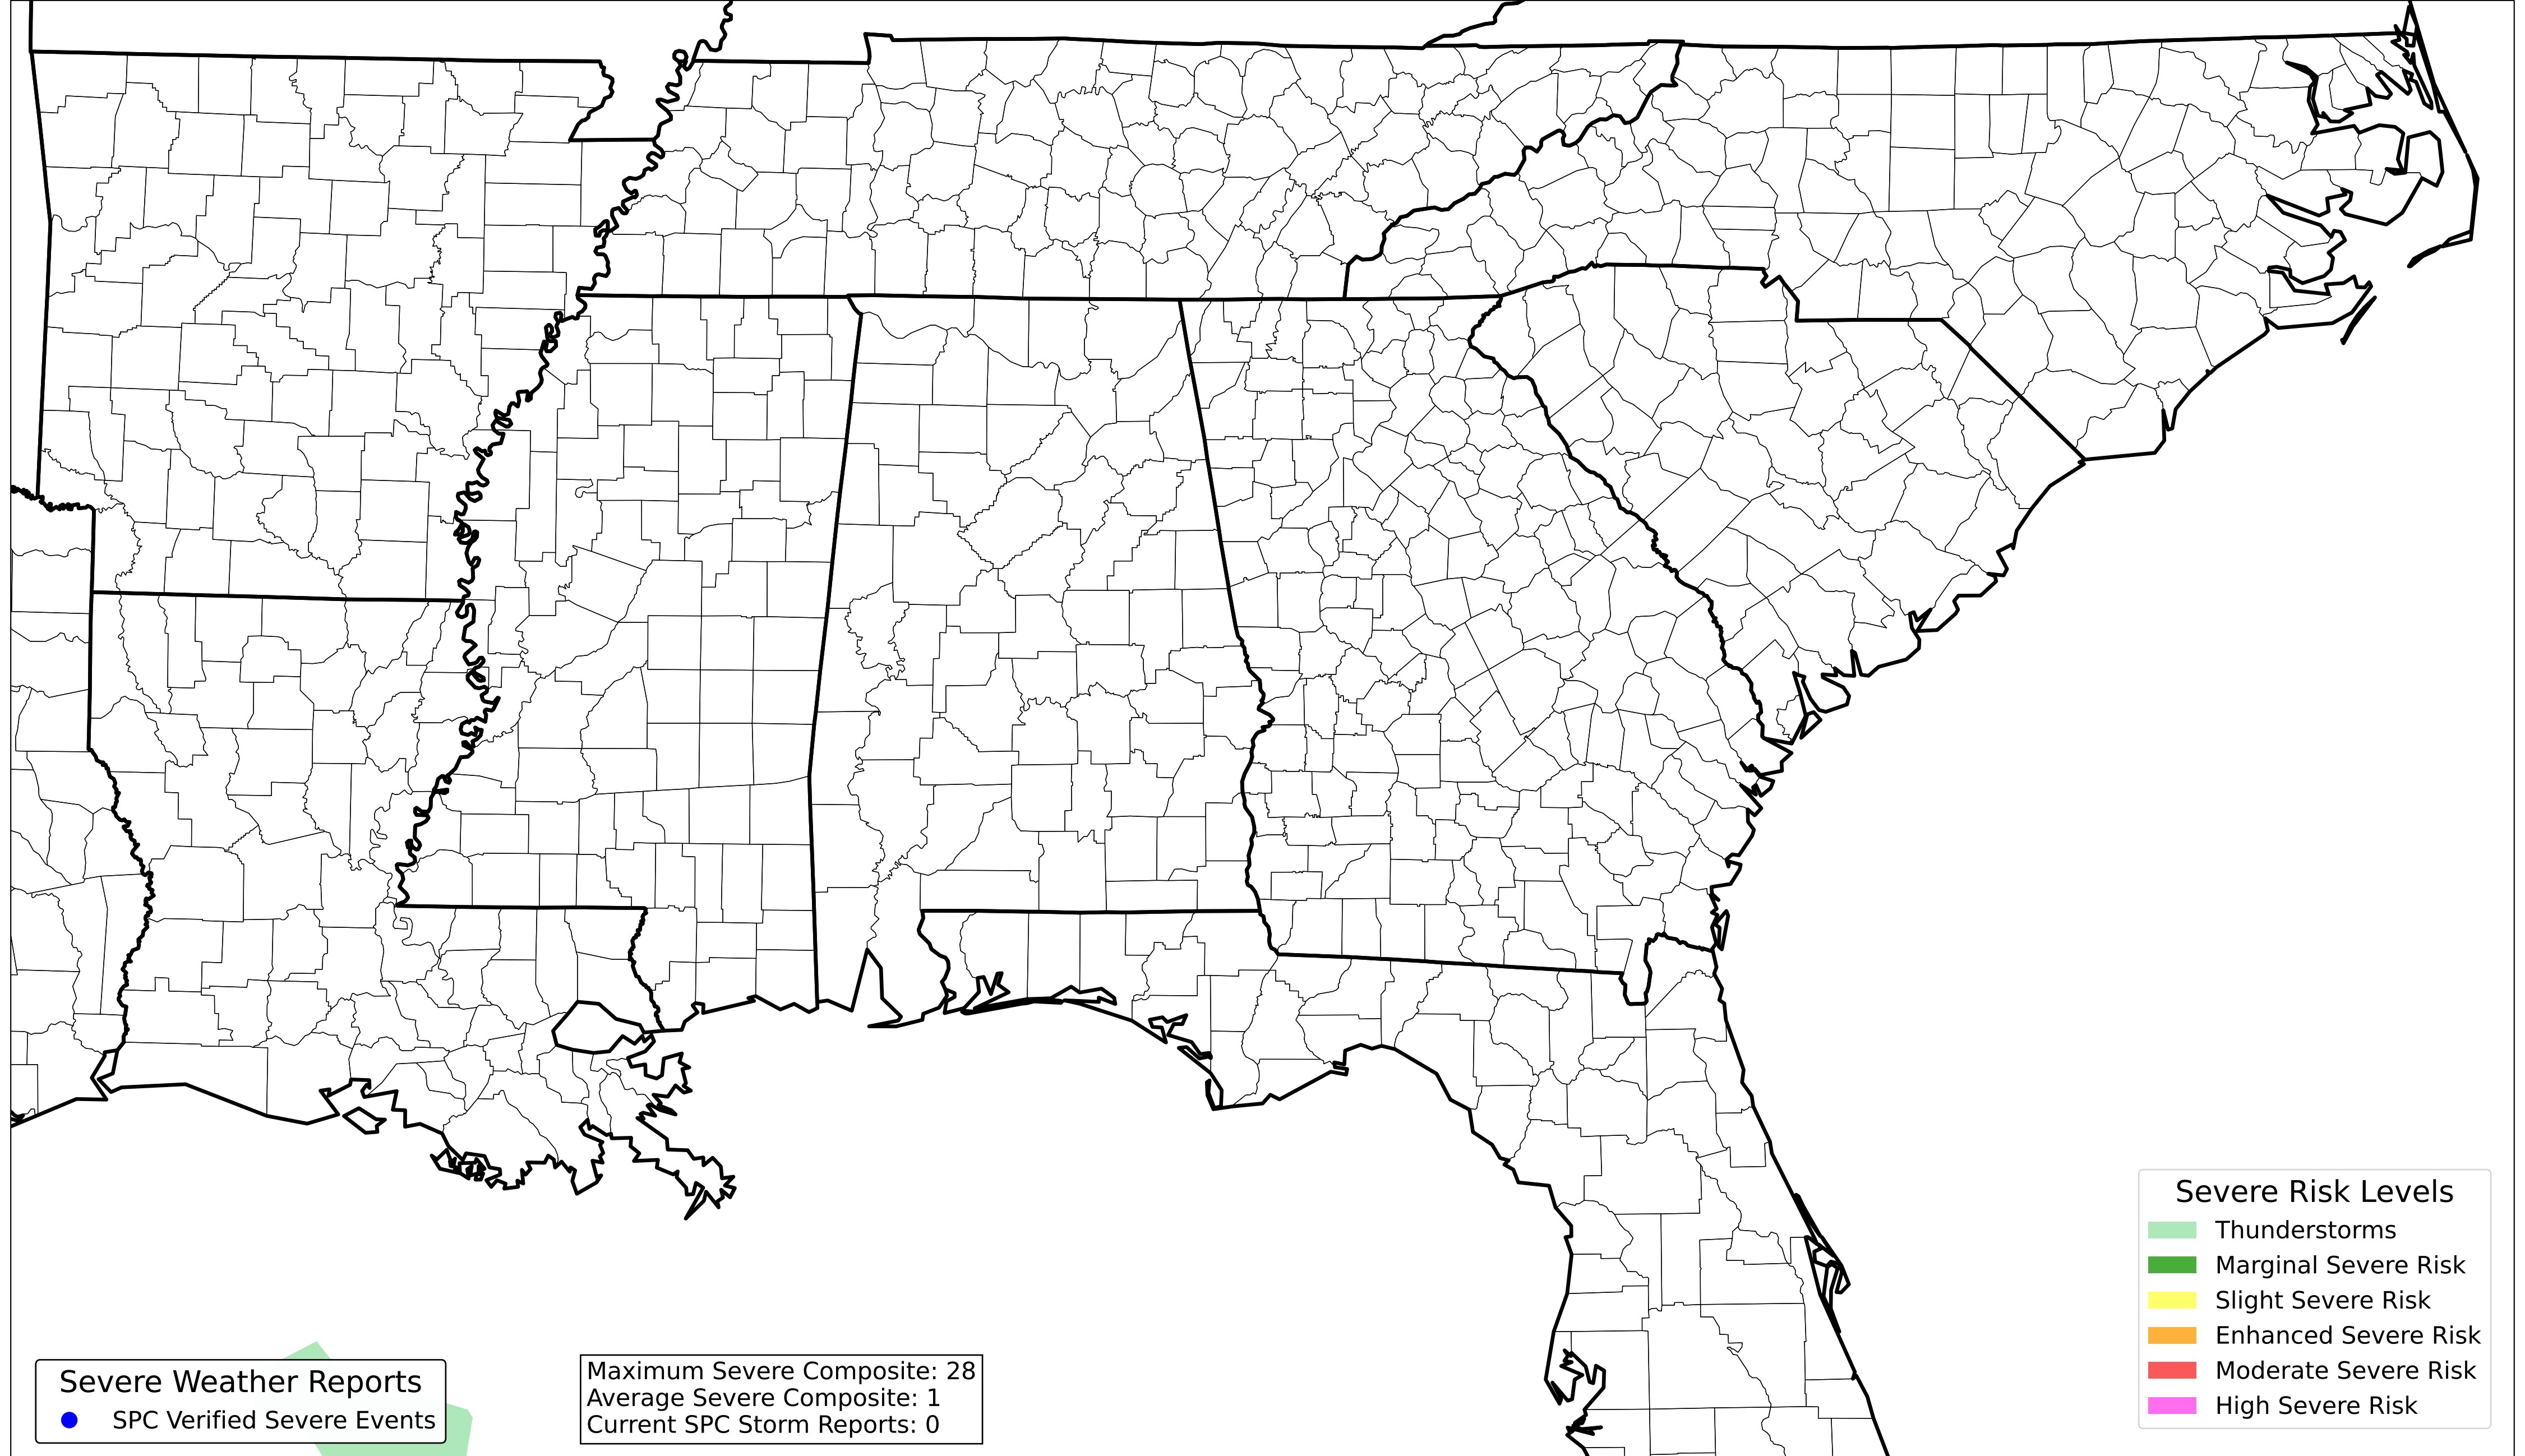 Severe Weather Reports
SPC Verified Severe Events
Maximum Severe Composite: 28
Average Severe Composite: 1
Current SPC Storm Reports: 0
Severe Risk Levels
Thunderstorms
Marginal Severe Risk
Slight Severe Risk
Enhanced Severe Risk
Moderate Severe Risk
High Severe Risk